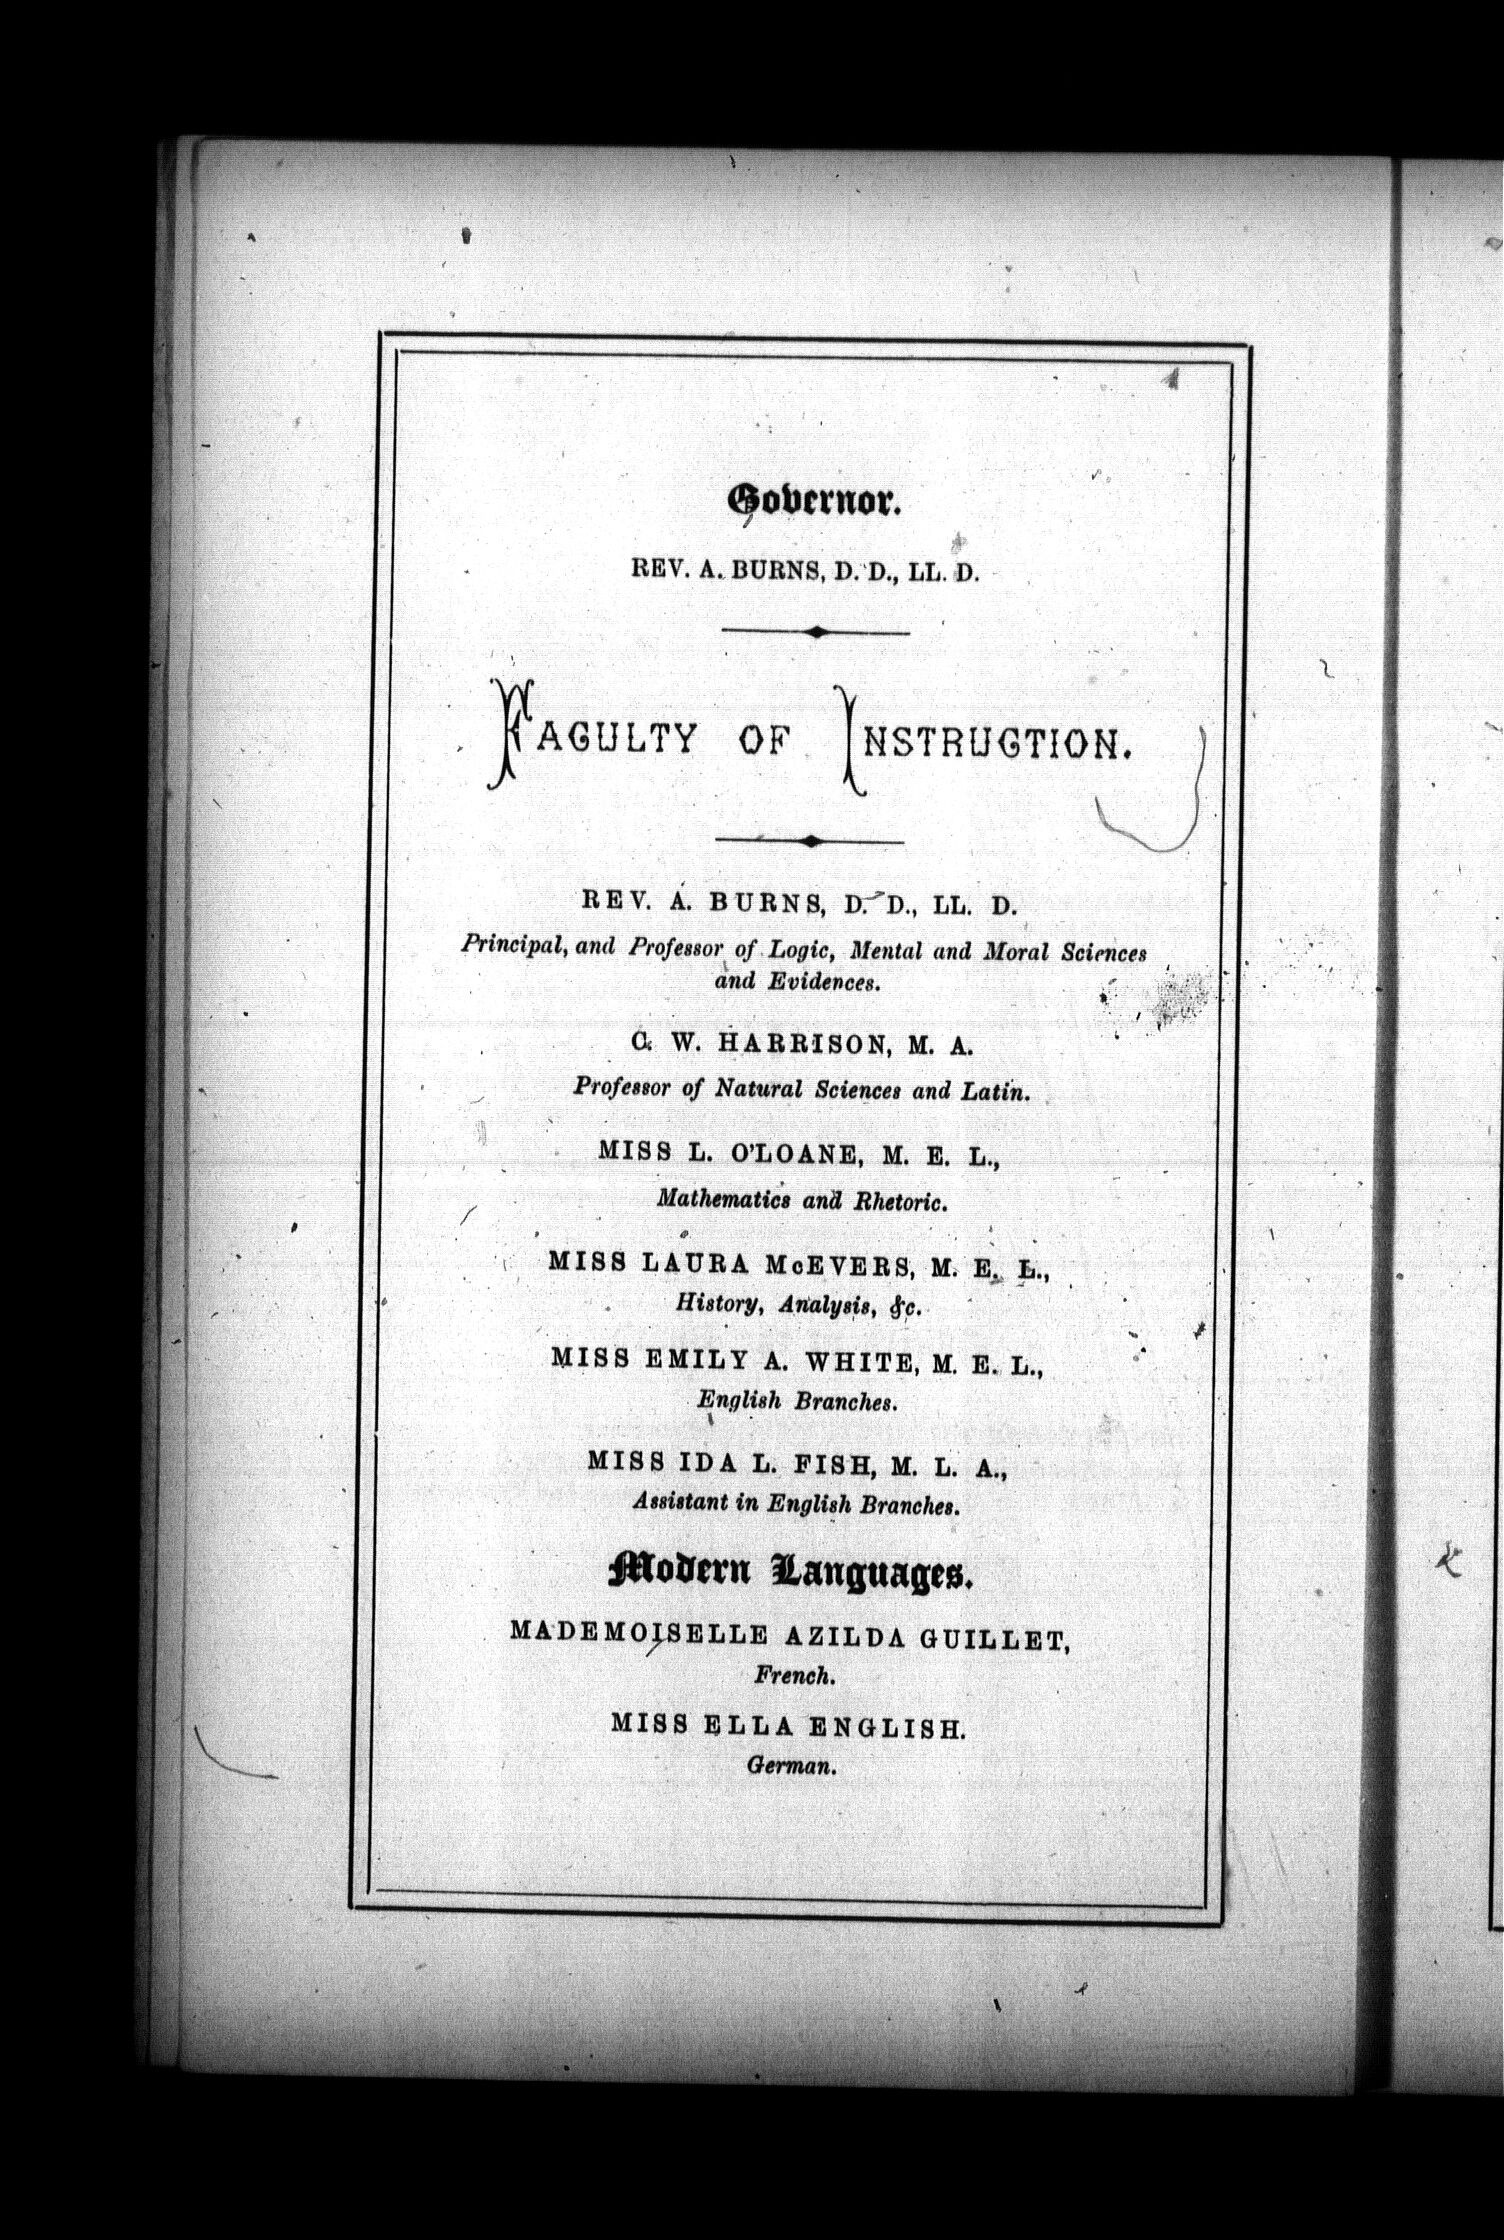 Governor.
REV. A. BURNS, D. D., LL. D.
FACULTY OF INSTRUCTION.
REV. A. BURNS, D. D., LL. D.
Principal, and Professor of Logic, Mental and Moral Sciences
and Evidences.
C. W. HARRISON, M. A.
Professor of Natural Sciences and Latin.
MISS L. O'LOANE, M. E. L.,
Mathematics and Rhetoric.
MISS LAURA McEVERS, M. E. L.,
History, Analysis, &c.
MISS EMILY A. WHITE, M. E. L.,
English Branches.
MISS IDA L. FISH, M. L. A.,
Assistant in English Branches.
Modern Languages.
MADEMOISELLE AZILDA GUILLET,
French.
MISS ELLA ENGLISH.
German.